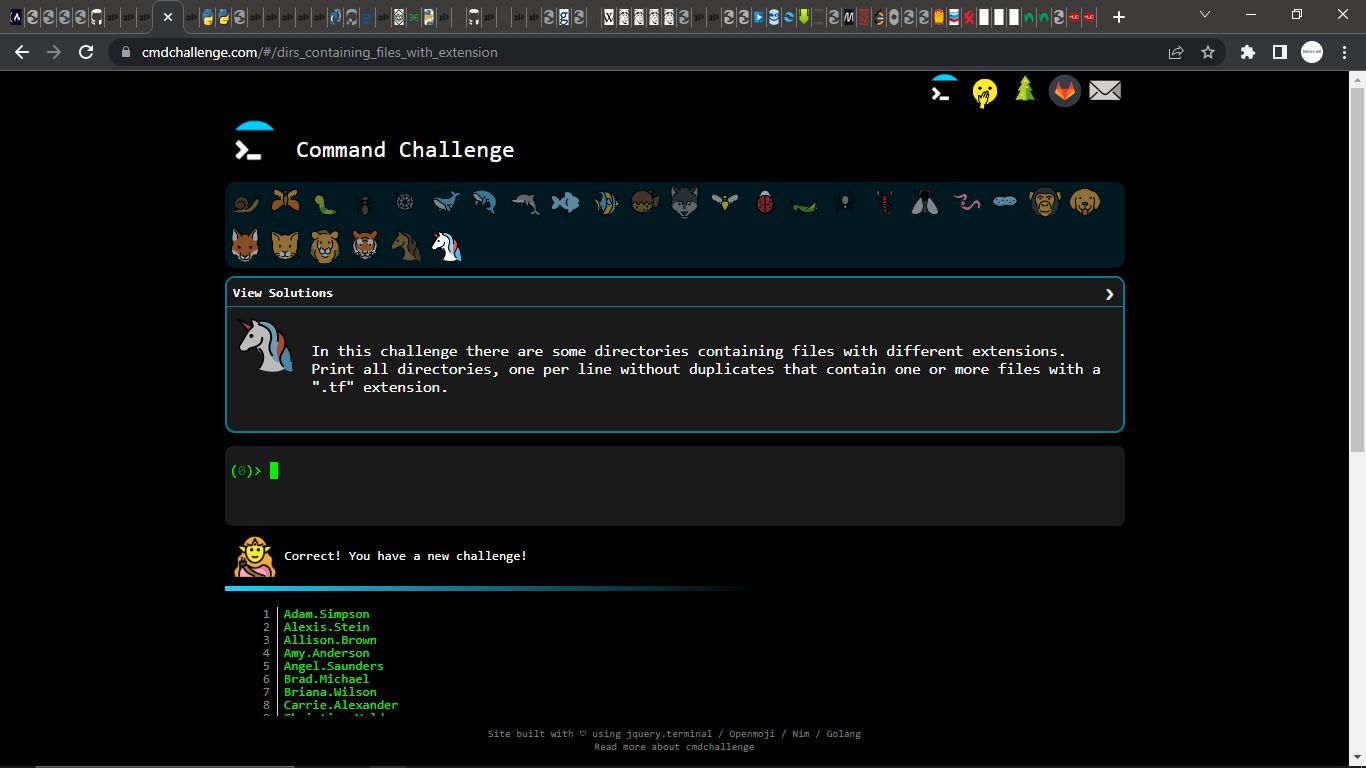 cmdchallenge.com/#/dirs_containing_files_with_extension
Command Challenge
View Solutions
In this challenge there are some directories containing files with different extensions.
Print all directories, one per line without duplicates that contain one or more files with a
".tf" extension.
(0)>
Correct! You have a new challenge!
1 Adam.Simpson
2 Alexis.Stein
3 Allison.Brown
4 Amy.Anderson
5 Angel.Saunders
6 Brad.Michael
7 Briana.Wilson
8 Carrie.Alexander
Site built with ♡ using jquery.terminal / Openmoji / Nim / Golang
Read more about cmdchallenge